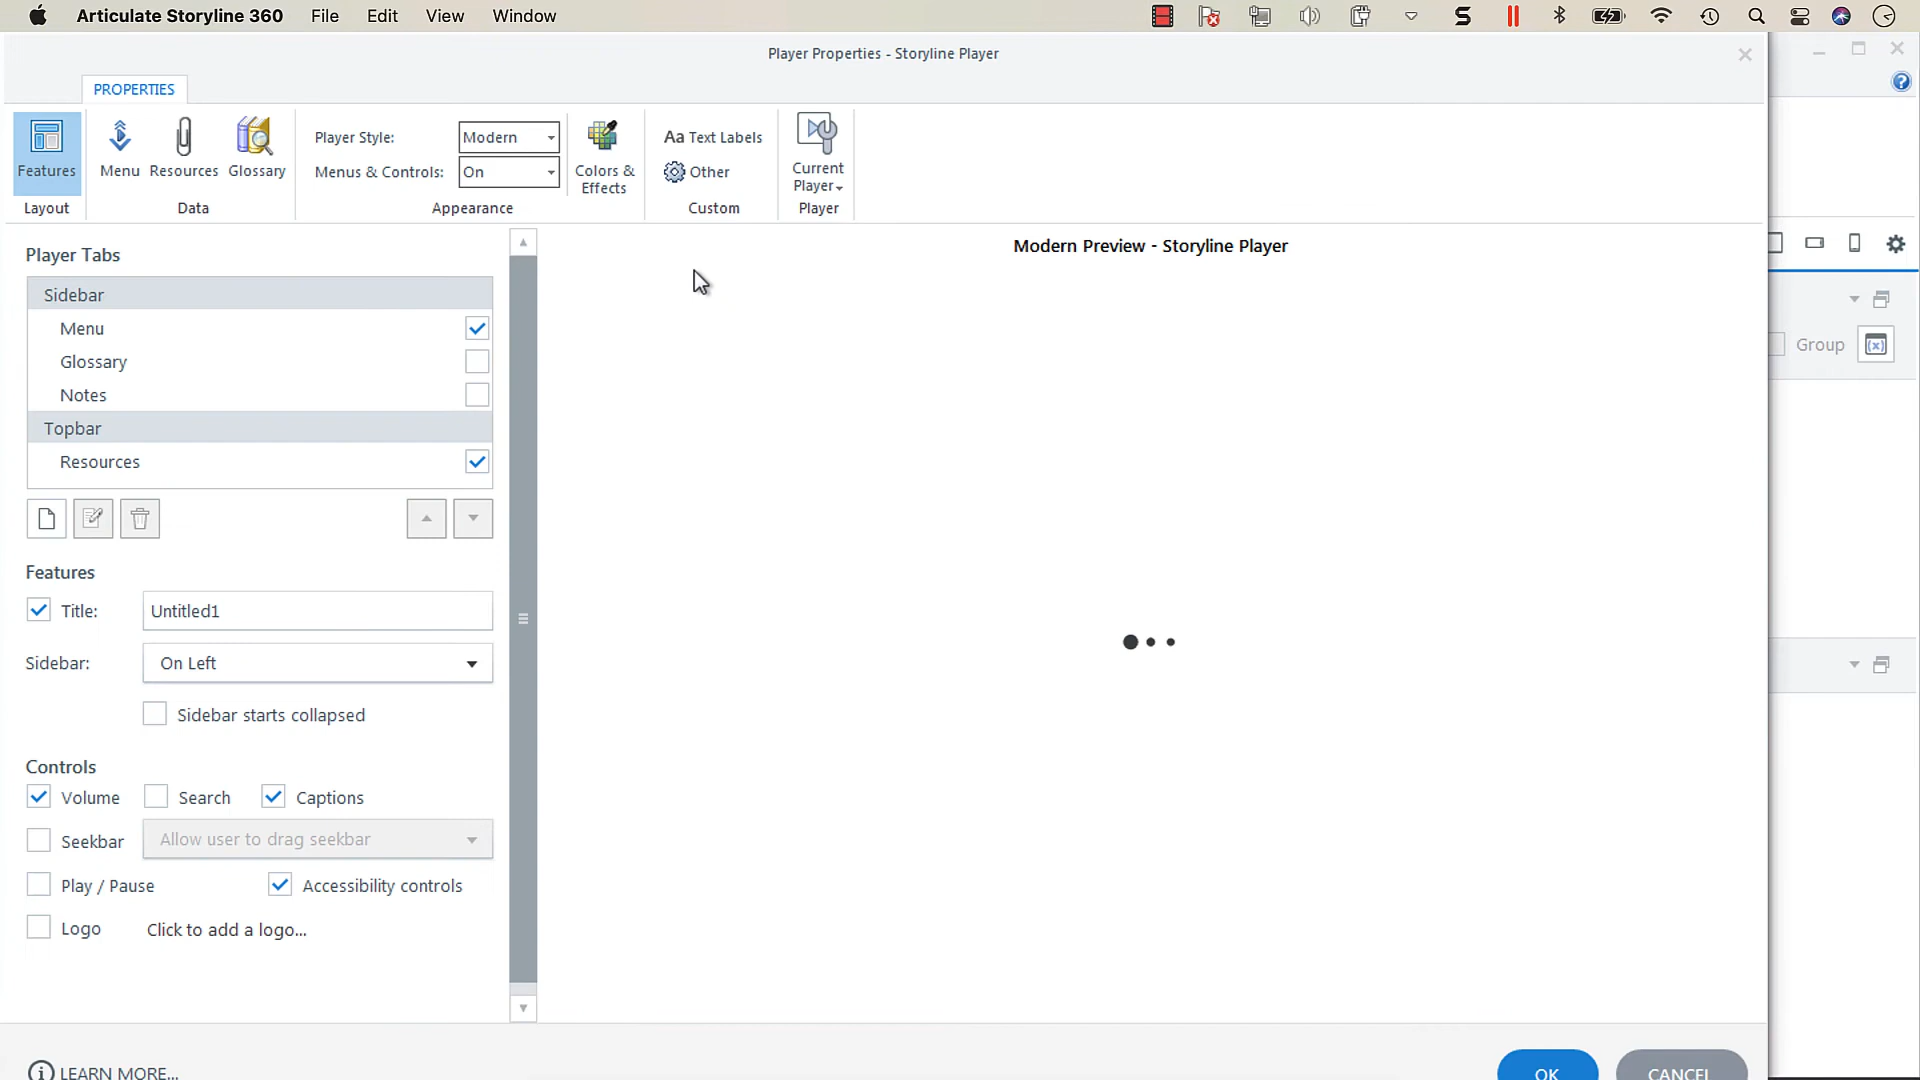 Articulate Storyline 360 File Edit View Window
Player Properties - Storyline Player
PROPERTIES
Features Menu Resources Glossary
Player Style: Modern
Menus & Controls: On
Colors & Effects
Aa Text Labels
Other
Current Player
Layout Data Appearance Custom Player
Player Tabs
Modern Preview - Storyline Player
Sidebar
Menu
Glossary
Notes
Topbar
Resources
Group
Features
Title: Untitled1
Sidebar: On Left
Sidebar starts collapsed
Controls
Volume Search Captions
Seekbar Allow user to drag seekbar
Play / Pause Accessibility controls
Logo Click to add a logo...
LEARN MORE...
OK CANCEL